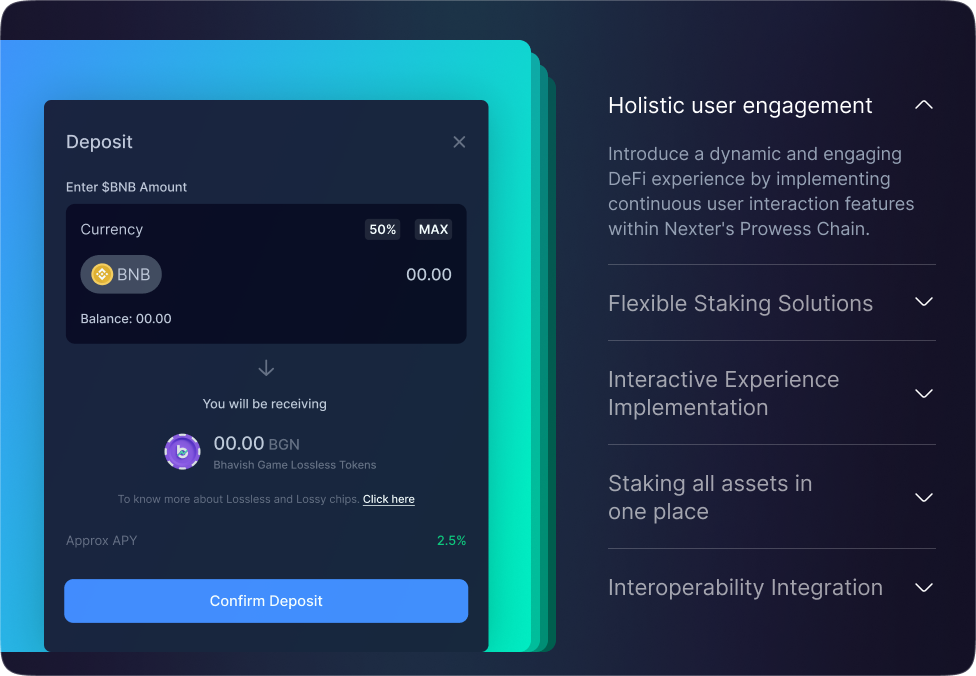 Deposit
Enter $BNB Amount
Currency
50%
MAX
BNB
00.00
Balance: 00.00
You will be receiving
00.00 BGN
Bhavish Game Lossless Tokens
To know more about Lossless and Lossy chips. Click here
Approx APY
2.5%
Confirm Deposit
Holistic user engagement
Introduce a dynamic and engaging
DeFi experience by implementing
continuous user interaction features
within Nexter's Prowess Chain.
Flexible Staking Solutions
Interactive Experience
Implementation
Staking all assets in
one place
Interoperability Integration